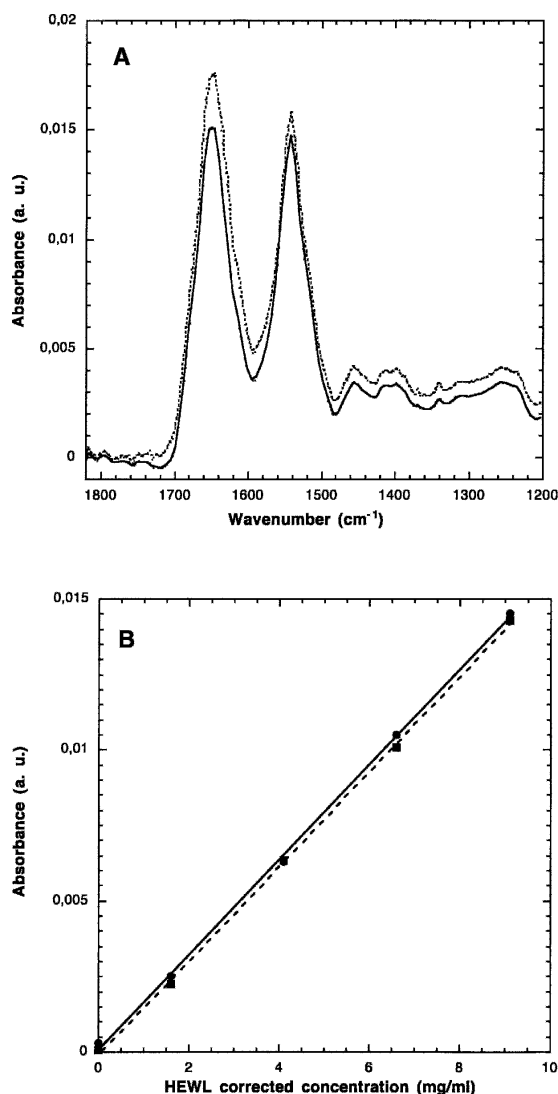 A
0,02
0,015
0,01
0,005
0
Absorbance (a. u.)
1800 1700 1600 1500 1400 1300 1200
Wavenumber (cm-1)
B
0,015
0,01
0,005
0
Absorbance (a. u.)
0 2 4 6 8 10
HEWL corrected concentration (mg/ml)